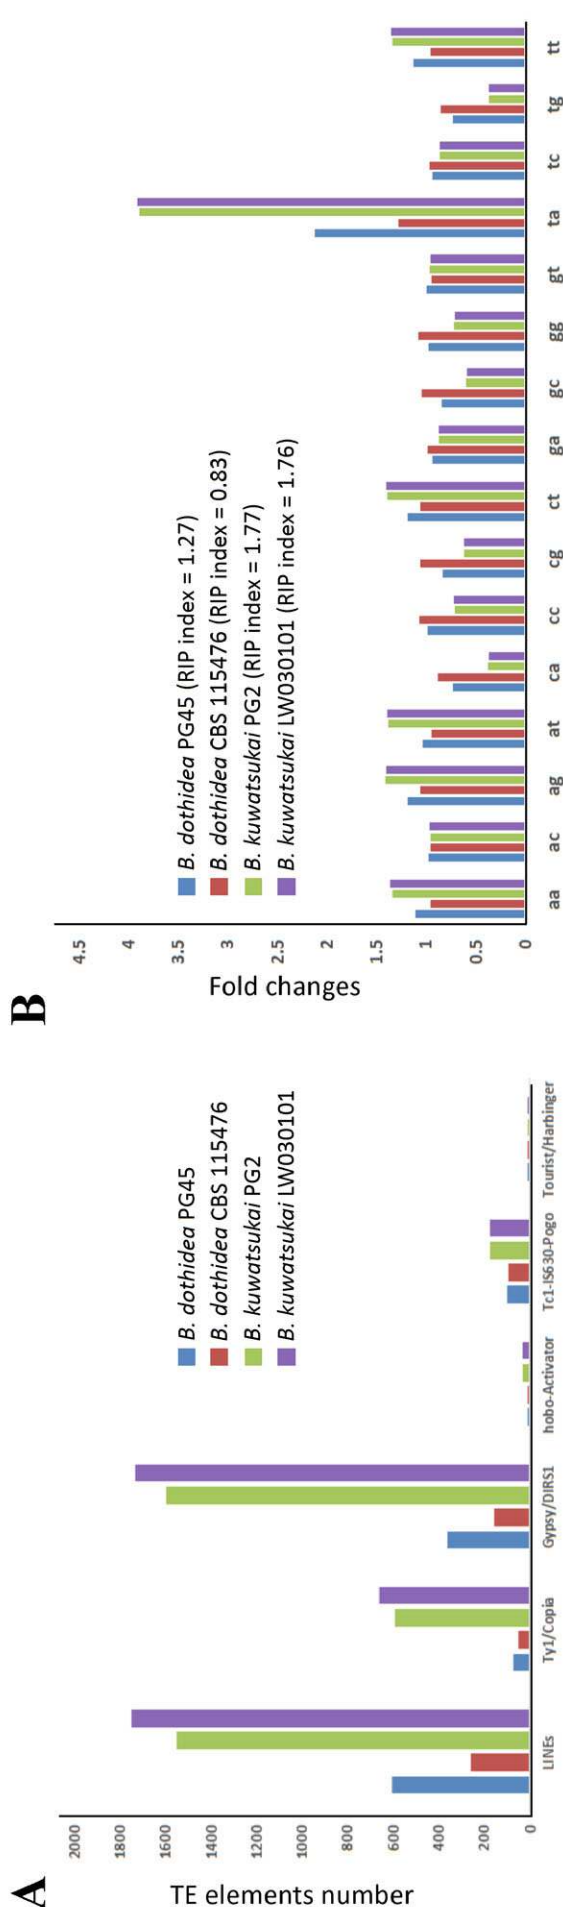 A
TE elements number
2000
1800
1600
1400
1200
1000
800
600
400
200
0
LINEs
Ty1/Copia
Gypsy/DIRS1
hobo-Activator
Tc1-IS630-Pogo
Tourist/Harbinger
B. dothidea PG45
B. dothidea CBS 115476
B. kuwatsukai PG2
B. kuwatsukai LW030101
B
Fold changes
4.5
4
3.5
3
2.5
2
1.5
1
0.5
0
aa
ac
ag
at
ca
cc
cg
ct
ga
gc
gg
gt
ta
tc
tg
tt
B. dothidea PG45 (RIP index = 1.27)
B. dothidea CBS 115476 (RIP index = 0.83)
B. kuwatsukai PG2 (RIP index = 1.77)
B. kuwatsukai LW030101 (RIP index = 1.76)